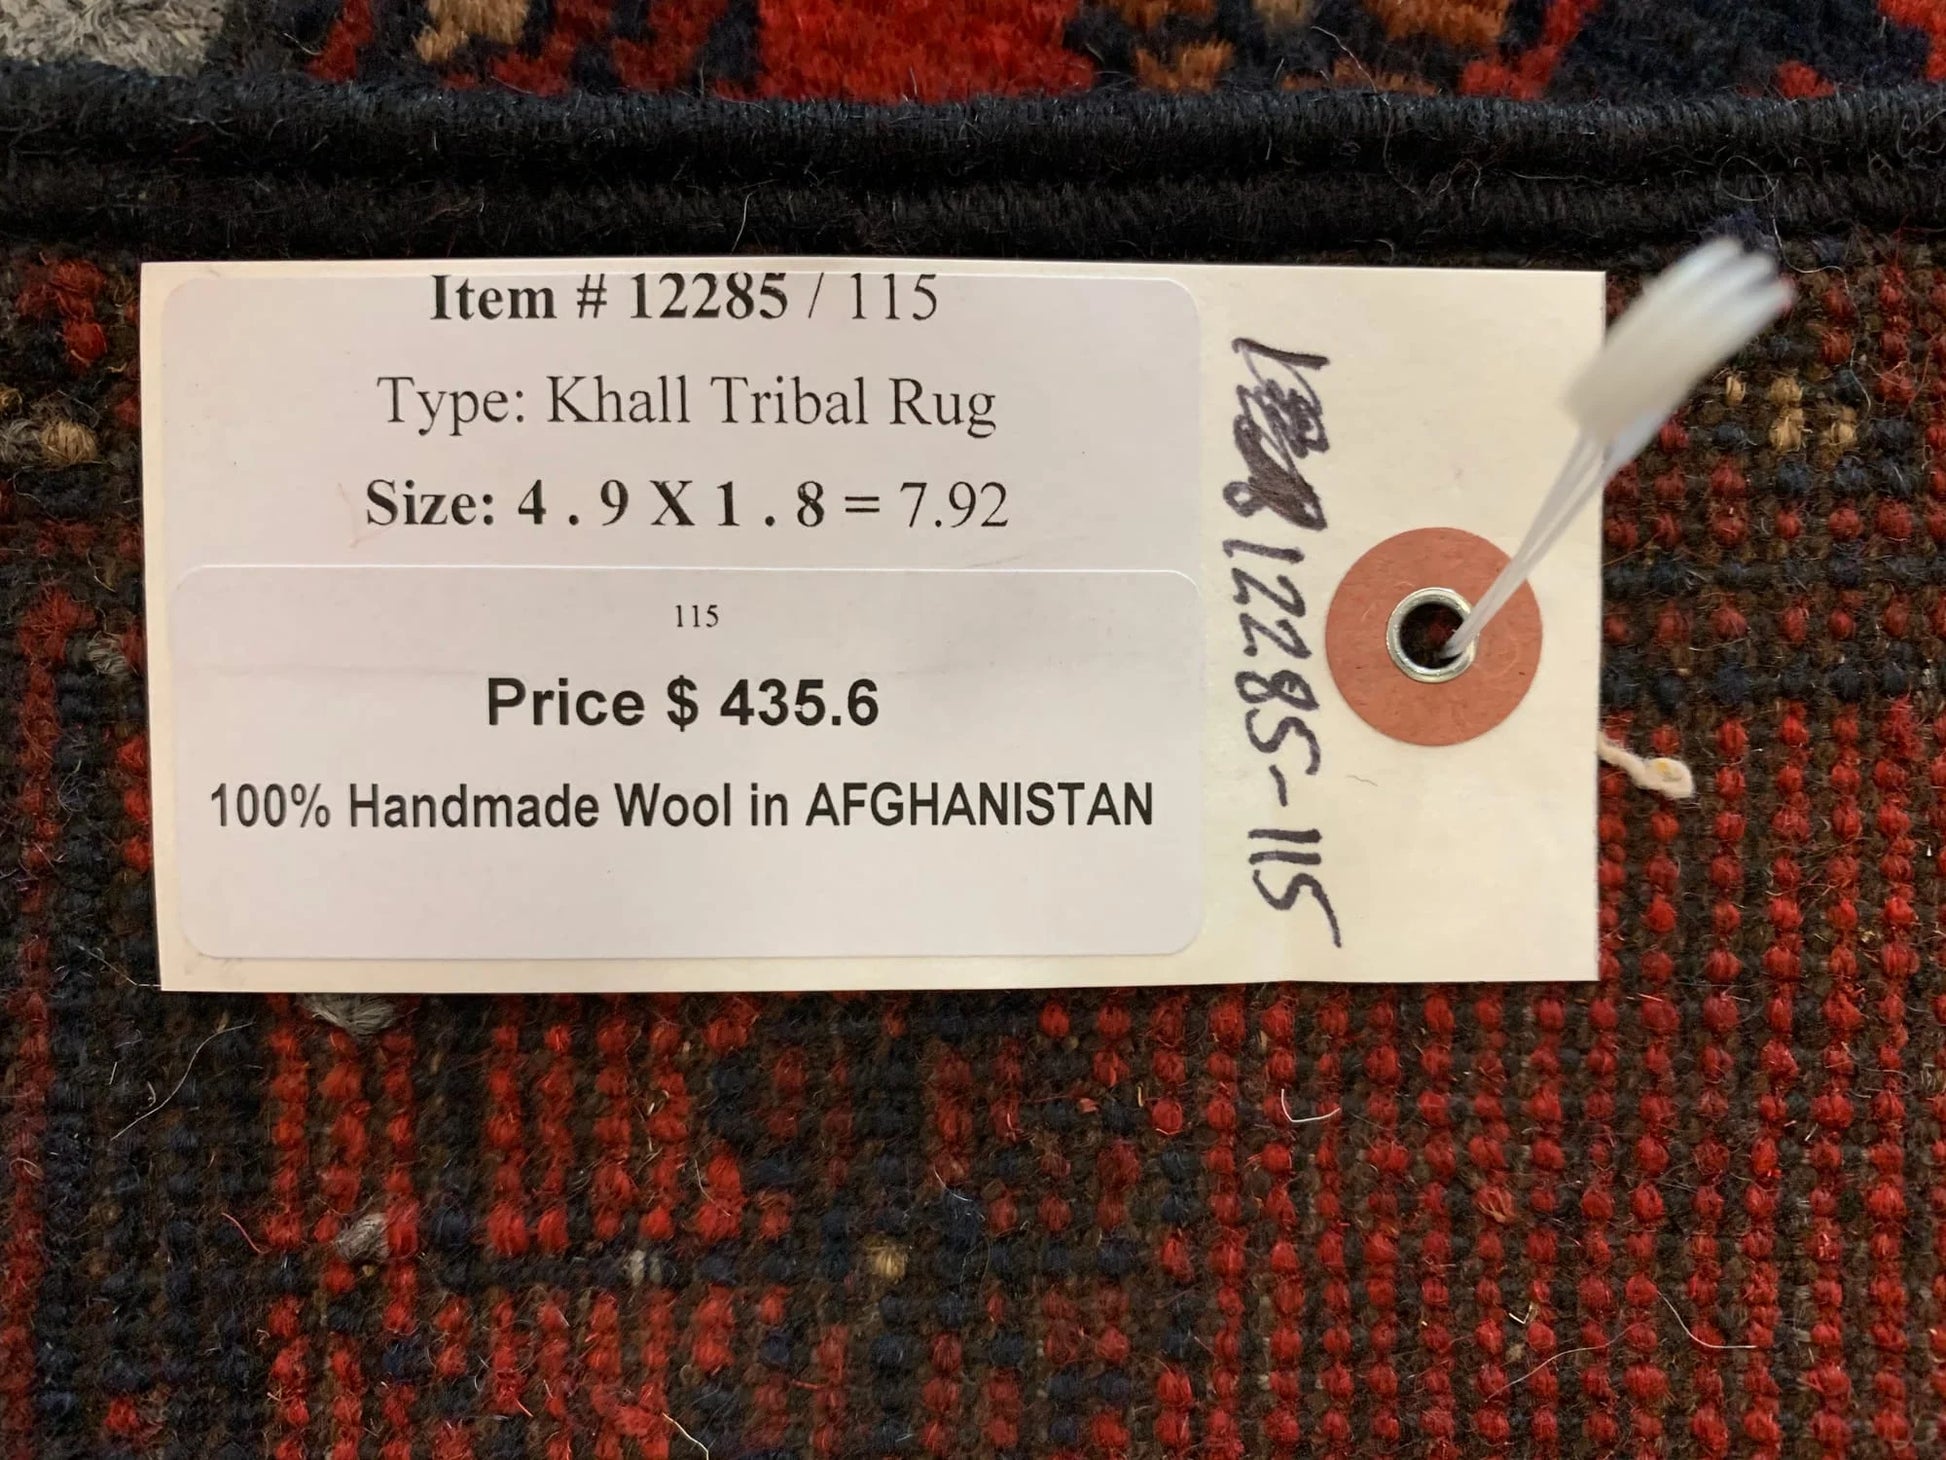 Item # 12285 / 115
Type: Khall Tribal Rug
Size: 4 . 9 X 1 . 8 = 7.92
115
Price $ 435.6
100% Handmade Wool in AFGHANISTAN
12285-115